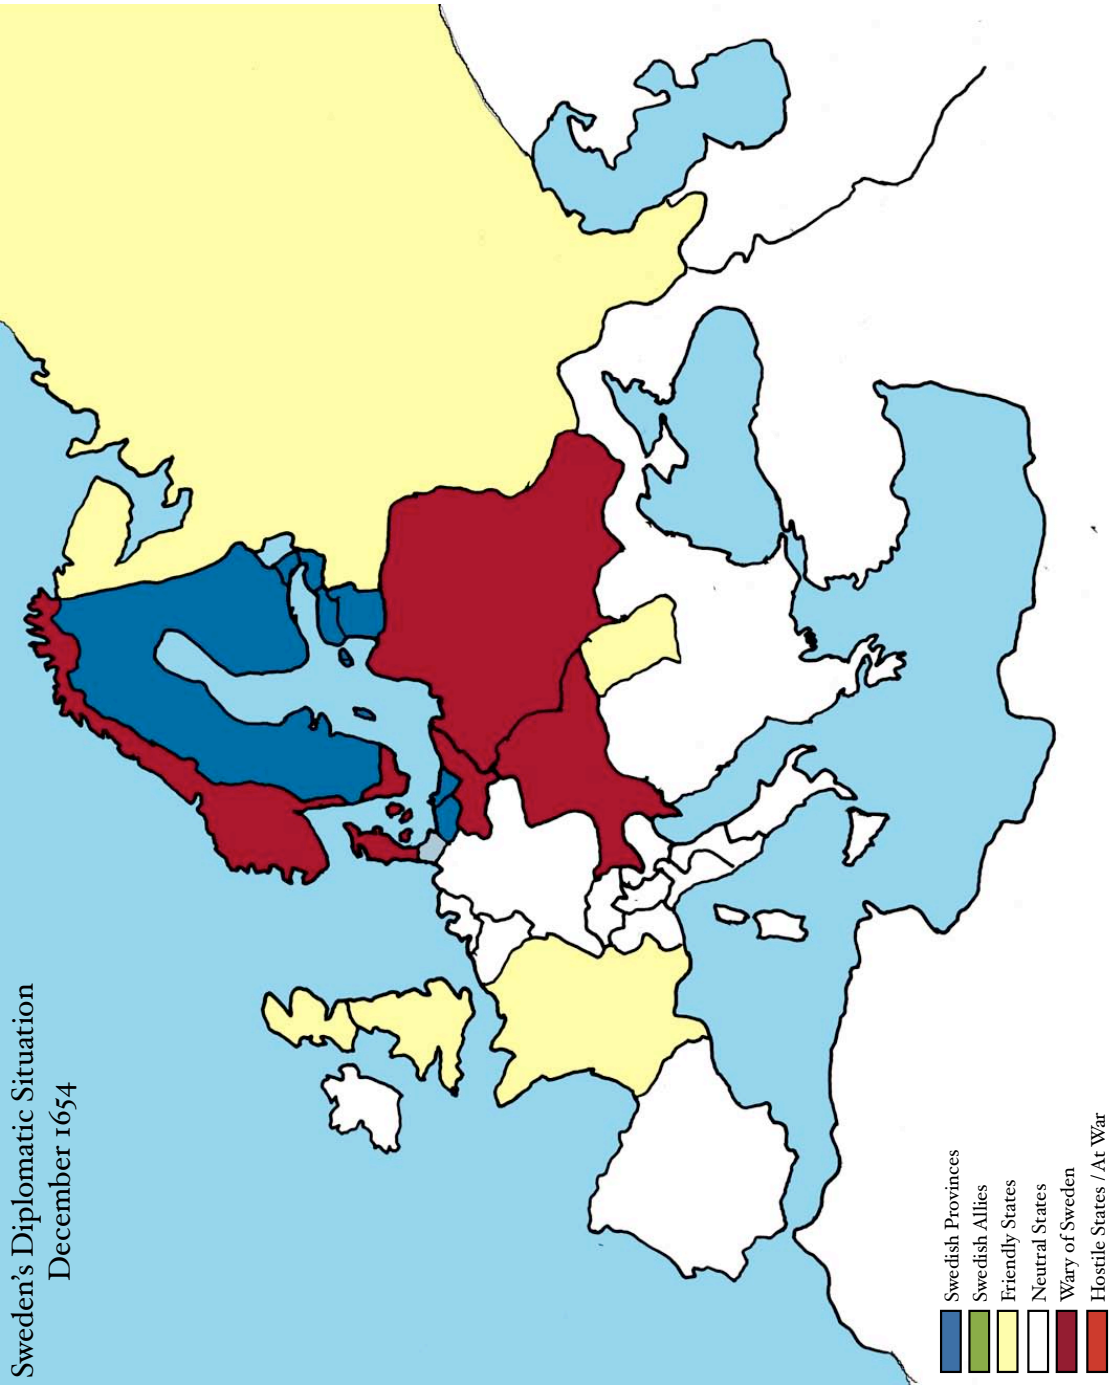 Sweden's Diplomatic Situation
December 1654
Swedish Provinces
Swedish Allies
Friendly States
Neutral States
Wary of Sweden
Hostile States / At War